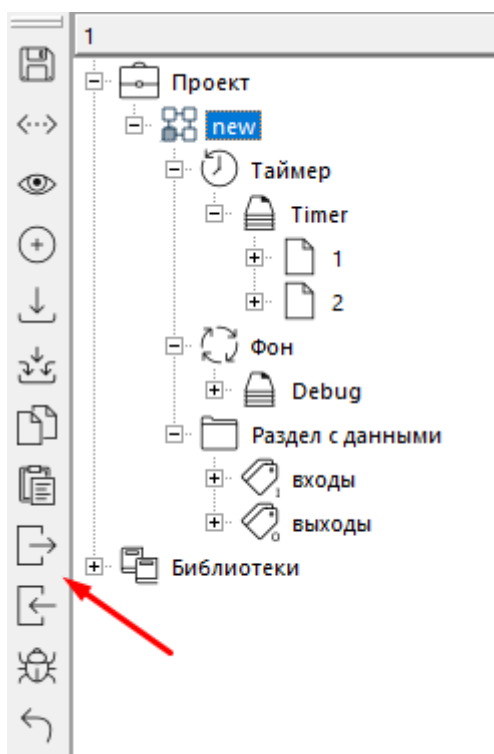 1
Проект
new
Таймер
Timer
1
2
Фон
Debug
Раздел с данными
входы
выходы
Библиотеки